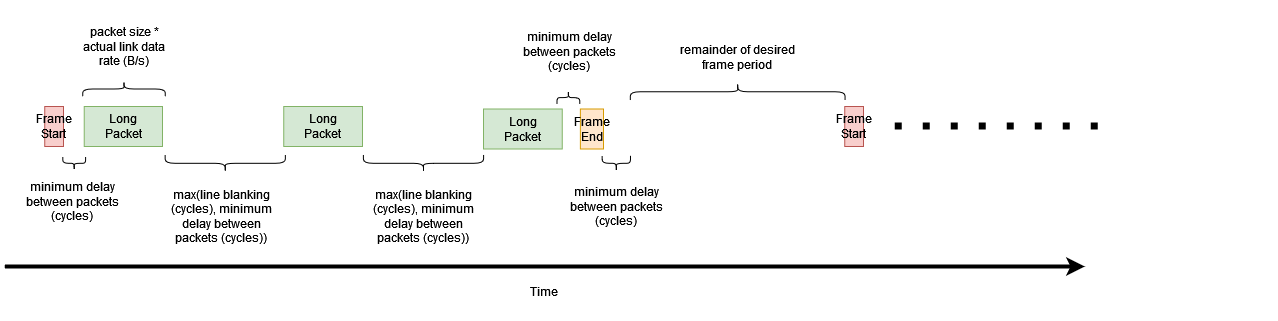 packet size *
actual link data
rate (B/s)
minimum delay
between packets
(cycles)
remainder of desired
frame period
Frame
Start
Long
Packet
Long
Packet
Long
Packet
Frame
End
Frame
Start
minimum delay
between packets
(cycles)
max(line blanking
(cycles), minimum
delay between
packets (cycles))
max(line blanking
(cycles), minimum
delay between
packets (cycles))
minimum delay
between packets
(cycles)
Time